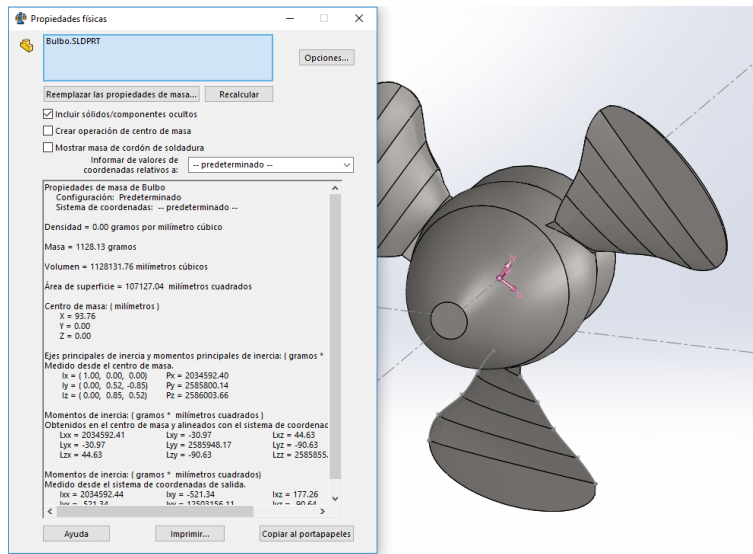 Propiedades físicas
Bulbo.SLDPRT
Opciones...
Reemplazar las propiedades de masa... Recalcular
Incluir sólidos/componentes ocultos
Crear operación de centro de masa
Mostrar masa de cordón de soldadura
Informar de valores de
coordenadas relativos a: -- predeterminado --
Propiedades de masa de Bulbo
Configuración: Predeterminado
Sistema de coordenadas: -- predeterminado --
Densidad = 0.00 gramos por milímetro cúbico
Masa = 1128.13 gramos
Volumen = 1128131.76 milímetros cúbicos
Área de superficie = 107127.04 milímetros cuadrados
Centro de masa: ( milímetros )
X = 93.76
Y = 0.00
Z = 0.00
Ejes principales de inercia y momentos principales de inercia: ( gramos *
Medido desde el centro de masa.
Ix = ( 1.00, 0.00, 0.00) Px = 2034592.40
Iy = ( 0.00, 0.52, -0.85) Py = 2585800.14
Iz = ( 0.00, 0.85, 0.52) Pz = 2586003.66
Momentos de inercia: ( gramos * milímetros cuadrados )
Obtenidos en el centro de masa y alineados con el sistema de coordenac
Lxx = 2034592.41 Lxy = -30.97 Lxz = 44.63
Lyx = -30.97 Lyy = 2585948.17 Lyz = -90.63
Lzx = 44.63 Lzy = -90.63 Lzz = 2585855.
Momentos de inercia: ( gramos * milímetros cuadrados)
Medido desde el sistema de coordenadas de salida.
Ixx = 2034592.44 Ixy = -521.34 Ixz = 177.26
Iyx = -521.34 Iyy = 12503156.11 Iyz = -90.64
Ayuda Imprimir... Copiar al portapapeles